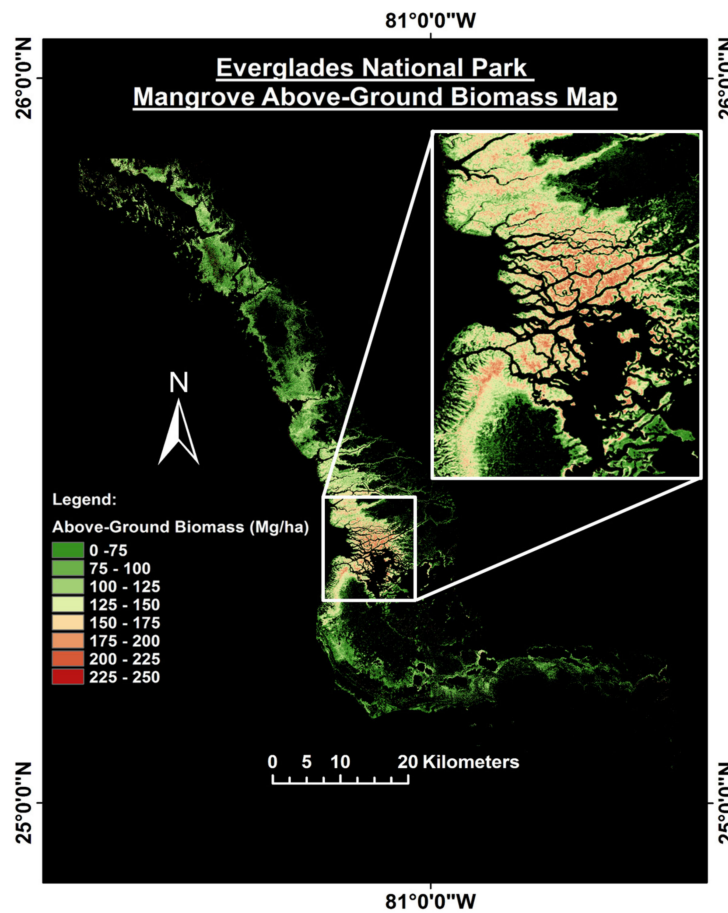 81°0'0"W
Everglades National Park
Mangrove Above-Ground Biomass Map
26°0'0"N
26°0'0"N
N
Legend:
Above-Ground Biomass (Mg/ha)
0 -75
75 - 100
100 - 125
125 - 150
150 - 175
175 - 200
200 - 225
225 - 250
0 5 10 20 Kilometers
25°0'0"N
25°0'0"N
81°0'0"W